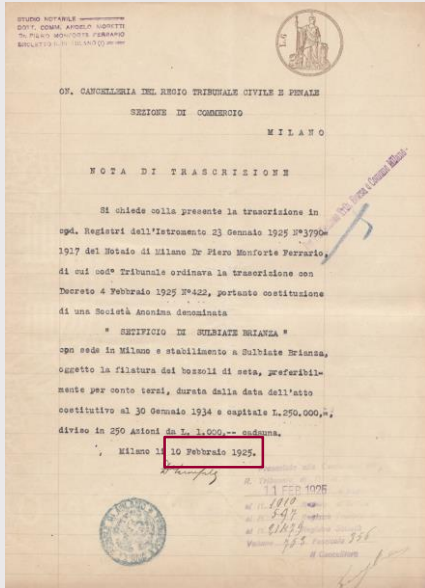 STUDIO NOTARILE
DOTT. COMM. ANGELO MORETTI
Dr. PIERO MONFORTE FERRARIO
L. 6
ON. CANCELLERIA DEL REGIO TRIBUNALE CIVILE E PENALE
SEZIONE DI COMMERCIO
MILANO
NOTA DI TRASCRIZIONE
Si chiede colla presente la trascrizione in
cpd. Registri dell'Istromento 23 Gennaio 1925 N°3790=
1917 del Notaio di Milano Dr Piero Monforte Ferrario,
di cui cod° Tribunale ordinava la trascrizione con
Decreto 4 Febbraio 1925 N°422, portante costituzione
di una Società Anonima denominata
" SETIFICIO DI SULBIATE BRIANZA "
con sede in Milano e stabilimento a Sulbiate Brianza,
oggetto la filatura dei bozzoli di seta, preferibil-
mente per conto terzi, durata dalla data dell'atto
costitutivo al 30 Gennaio 1934 e capitale L.250.000,=,
diviso in 250 Azioni da L. 1.000,-- cadauna.
Milano li 10 Febbraio 1925.
11 FEB 1925
Il Cancelliere